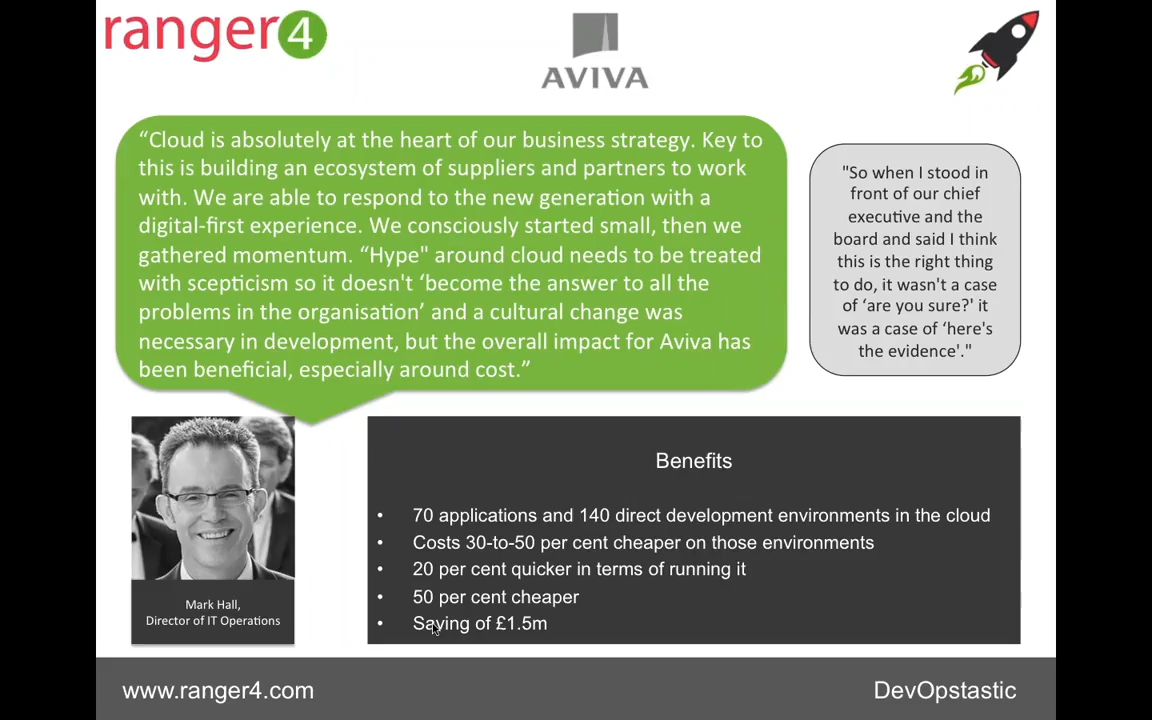 ranger4
AVIVA
“Cloud is absolutely at the heart of our business strategy. Key to
this is building an ecosystem of suppliers and partners to work
with. We are able to respond to the new generation with a
digital-first experience. We consciously started small, then we
gathered momentum. “Hype" around cloud needs to be treated
with scepticism so it doesn't ‘become the answer to all the
problems in the organisation’ and a cultural change was
necessary in development, but the overall impact for Aviva has
been beneficial, especially around cost.”
"So when I stood in
front of our chief
executive and the
board and said I think
this is the right thing
to do, it wasn't a case
of ‘are you sure?' it
was a case of ‘here's
the evidence'."
Mark Hall,
Director of IT Operations
Benefits
• 70 applications and 140 direct development environments in the cloud
• Costs 30-to-50 per cent cheaper on those environments
• 20 per cent quicker in terms of running it
• 50 per cent cheaper
• Saving of £1.5m
www.ranger4.com
DevOpstastic